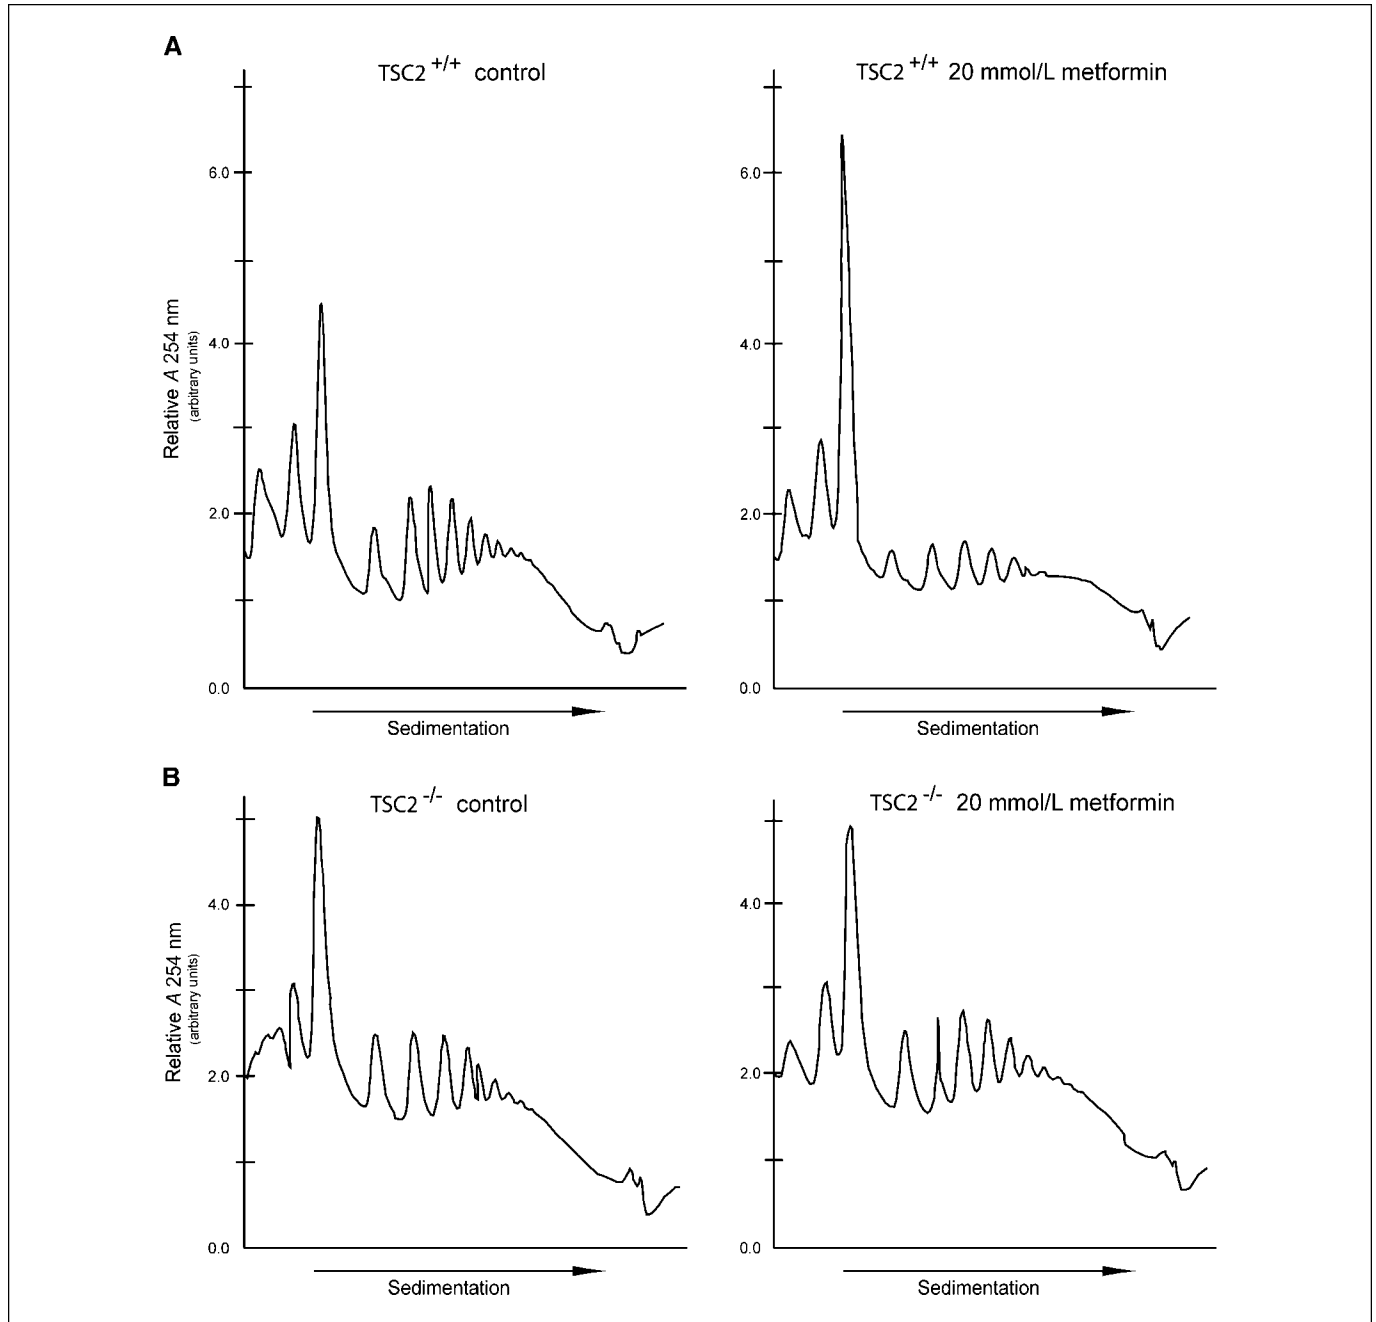 A
TSC2 +/+ control
TSC2 +/+ 20 mmol/L metformin
6.0
4.0
2.0
0.0
Relative A 254 nm
(arbitrary units)
Sedimentation
6.0
4.0
2.0
0.0
Sedimentation
B
TSC2 -/- control
TSC2 -/- 20 mmol/L metformin
4.0
2.0
0.0
Relative A 254 nm
(arbitrary units)
Sedimentation
4.0
2.0
0.0
Sedimentation